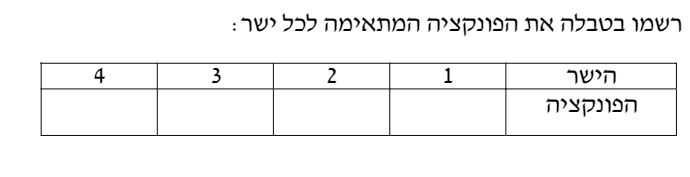 רשמו בטבלה את הפונקציה המתאימה לכל ישר:
הישר 1 2 3 4
הפונקציה